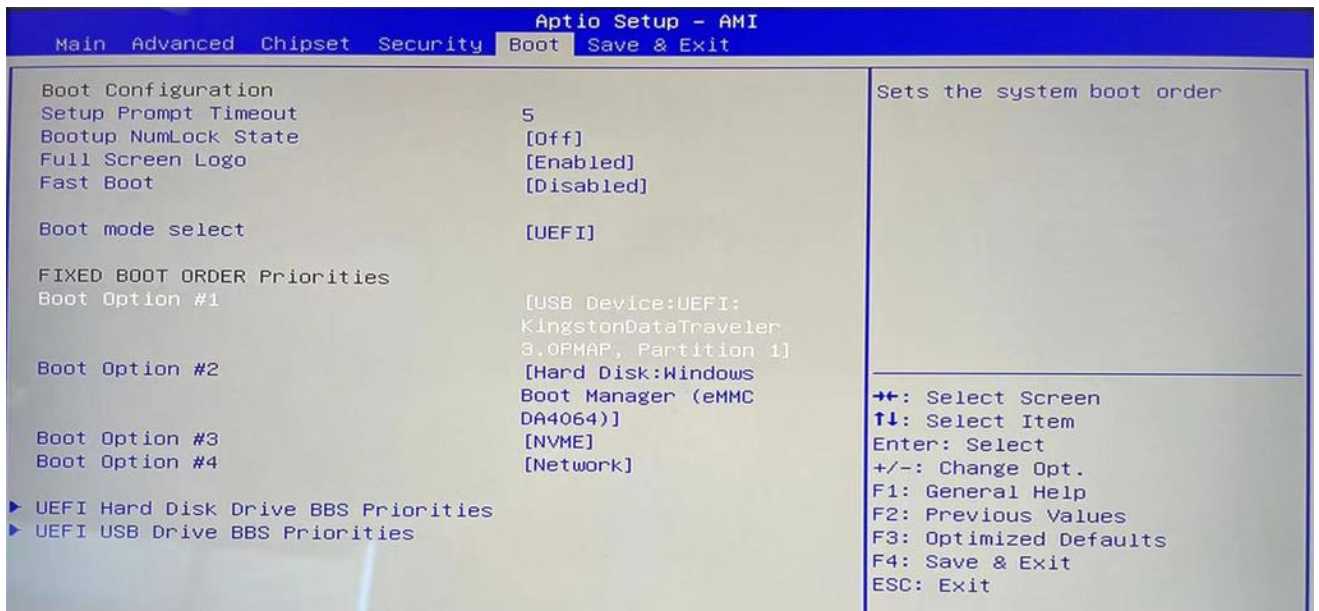 Aptio Setup - AMI
Main Advanced Chipset Security Boot Save & Exit
Boot Configuration
Setup Prompt Timeout 5
Bootup NumLock State [Off]
Full Screen Logo [Enabled]
Fast Boot [Disabled]
Boot mode select [UEFI]
FIXED BOOT ORDER Priorities
Boot Option #1 [USB Device:UEFI:
KingstonDataTraveler
3.0PMAP, Partition 1]
Boot Option #2 [Hard Disk:Windows
Boot Manager (eMMC
DA4064)]
Boot Option #3 [NVME]
Boot Option #4 [Network]
► UEFI Hard Disk Drive BBS Priorities
► UEFI USB Drive BBS Priorities
Sets the system boot order
→←: Select Screen
↑↓: Select Item
Enter: Select
+/-: Change Opt.
F1: General Help
F2: Previous Values
F3: Optimized Defaults
F4: Save & Exit
ESC: Exit